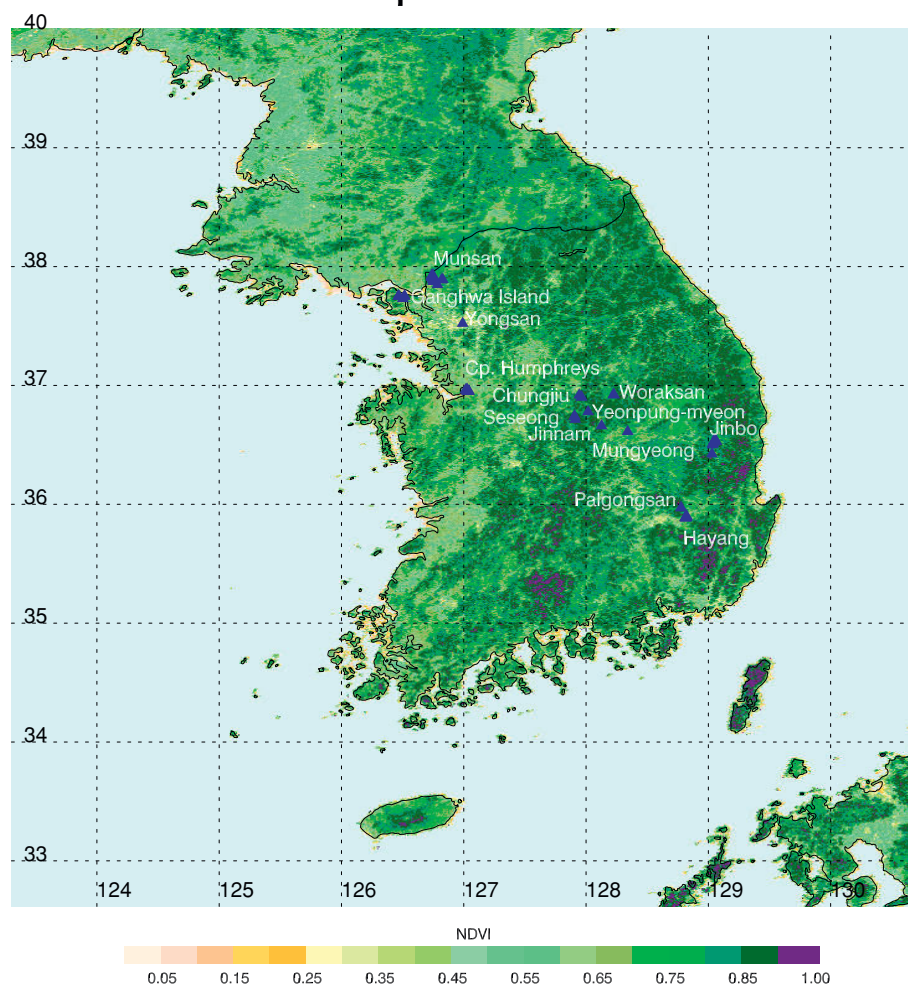 40
39
38
Munsan
Ganghwa Island
Yongsan
37
Cp. Humphreys
Chungjiu
Woraksan
Seseong
Yeonpung-myeon
Jinnam
Jinbo
Mungyeong
36
Palgongsan
Hayang
35
34
33
124 125 126 127 128 129 130
NDVI
0.05 0.15 0.25 0.35 0.45 0.55 0.65 0.75 0.85 1.00